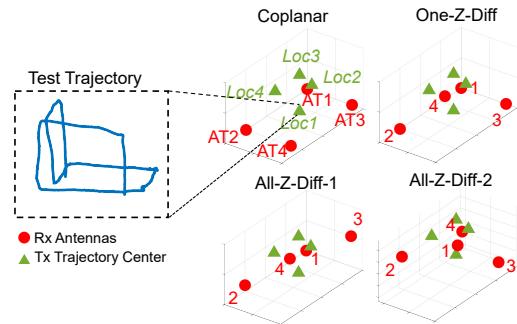 Coplanar
One-Z-Diff
Test Trajectory
Loc3
Loc2
Loc4
AT1
AT3
Loc1
AT2
AT4
1
4
3
2
Rx Antennas
Tx Trajectory Center
All-Z-Diff-1
All-Z-Diff-2
3
4
1
2
4
1
2
3